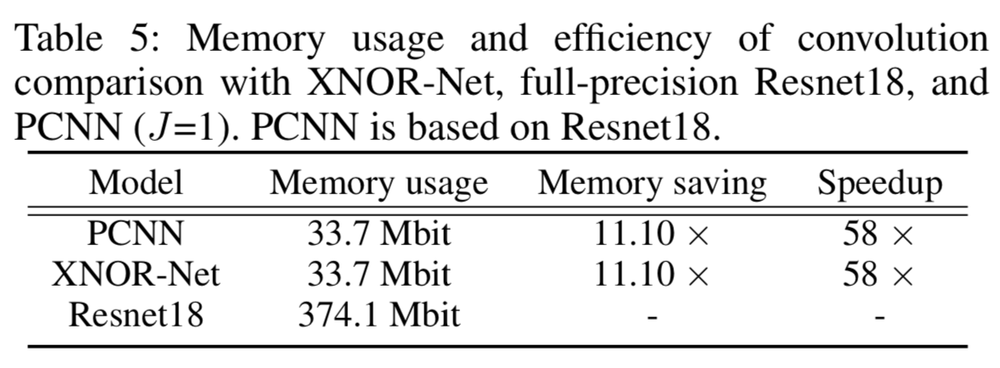 Table 5: Memory usage and efficiency of convolution
comparison with XNOR-Net, full-precision Resnet18, and
PCNN (J=1). PCNN is based on Resnet18.
Model Memory usage Memory saving Speedup
PCNN 33.7 Mbit 11.10 × 58 ×
XNOR-Net 33.7 Mbit 11.10 × 58 ×
Resnet18 374.1 Mbit - -